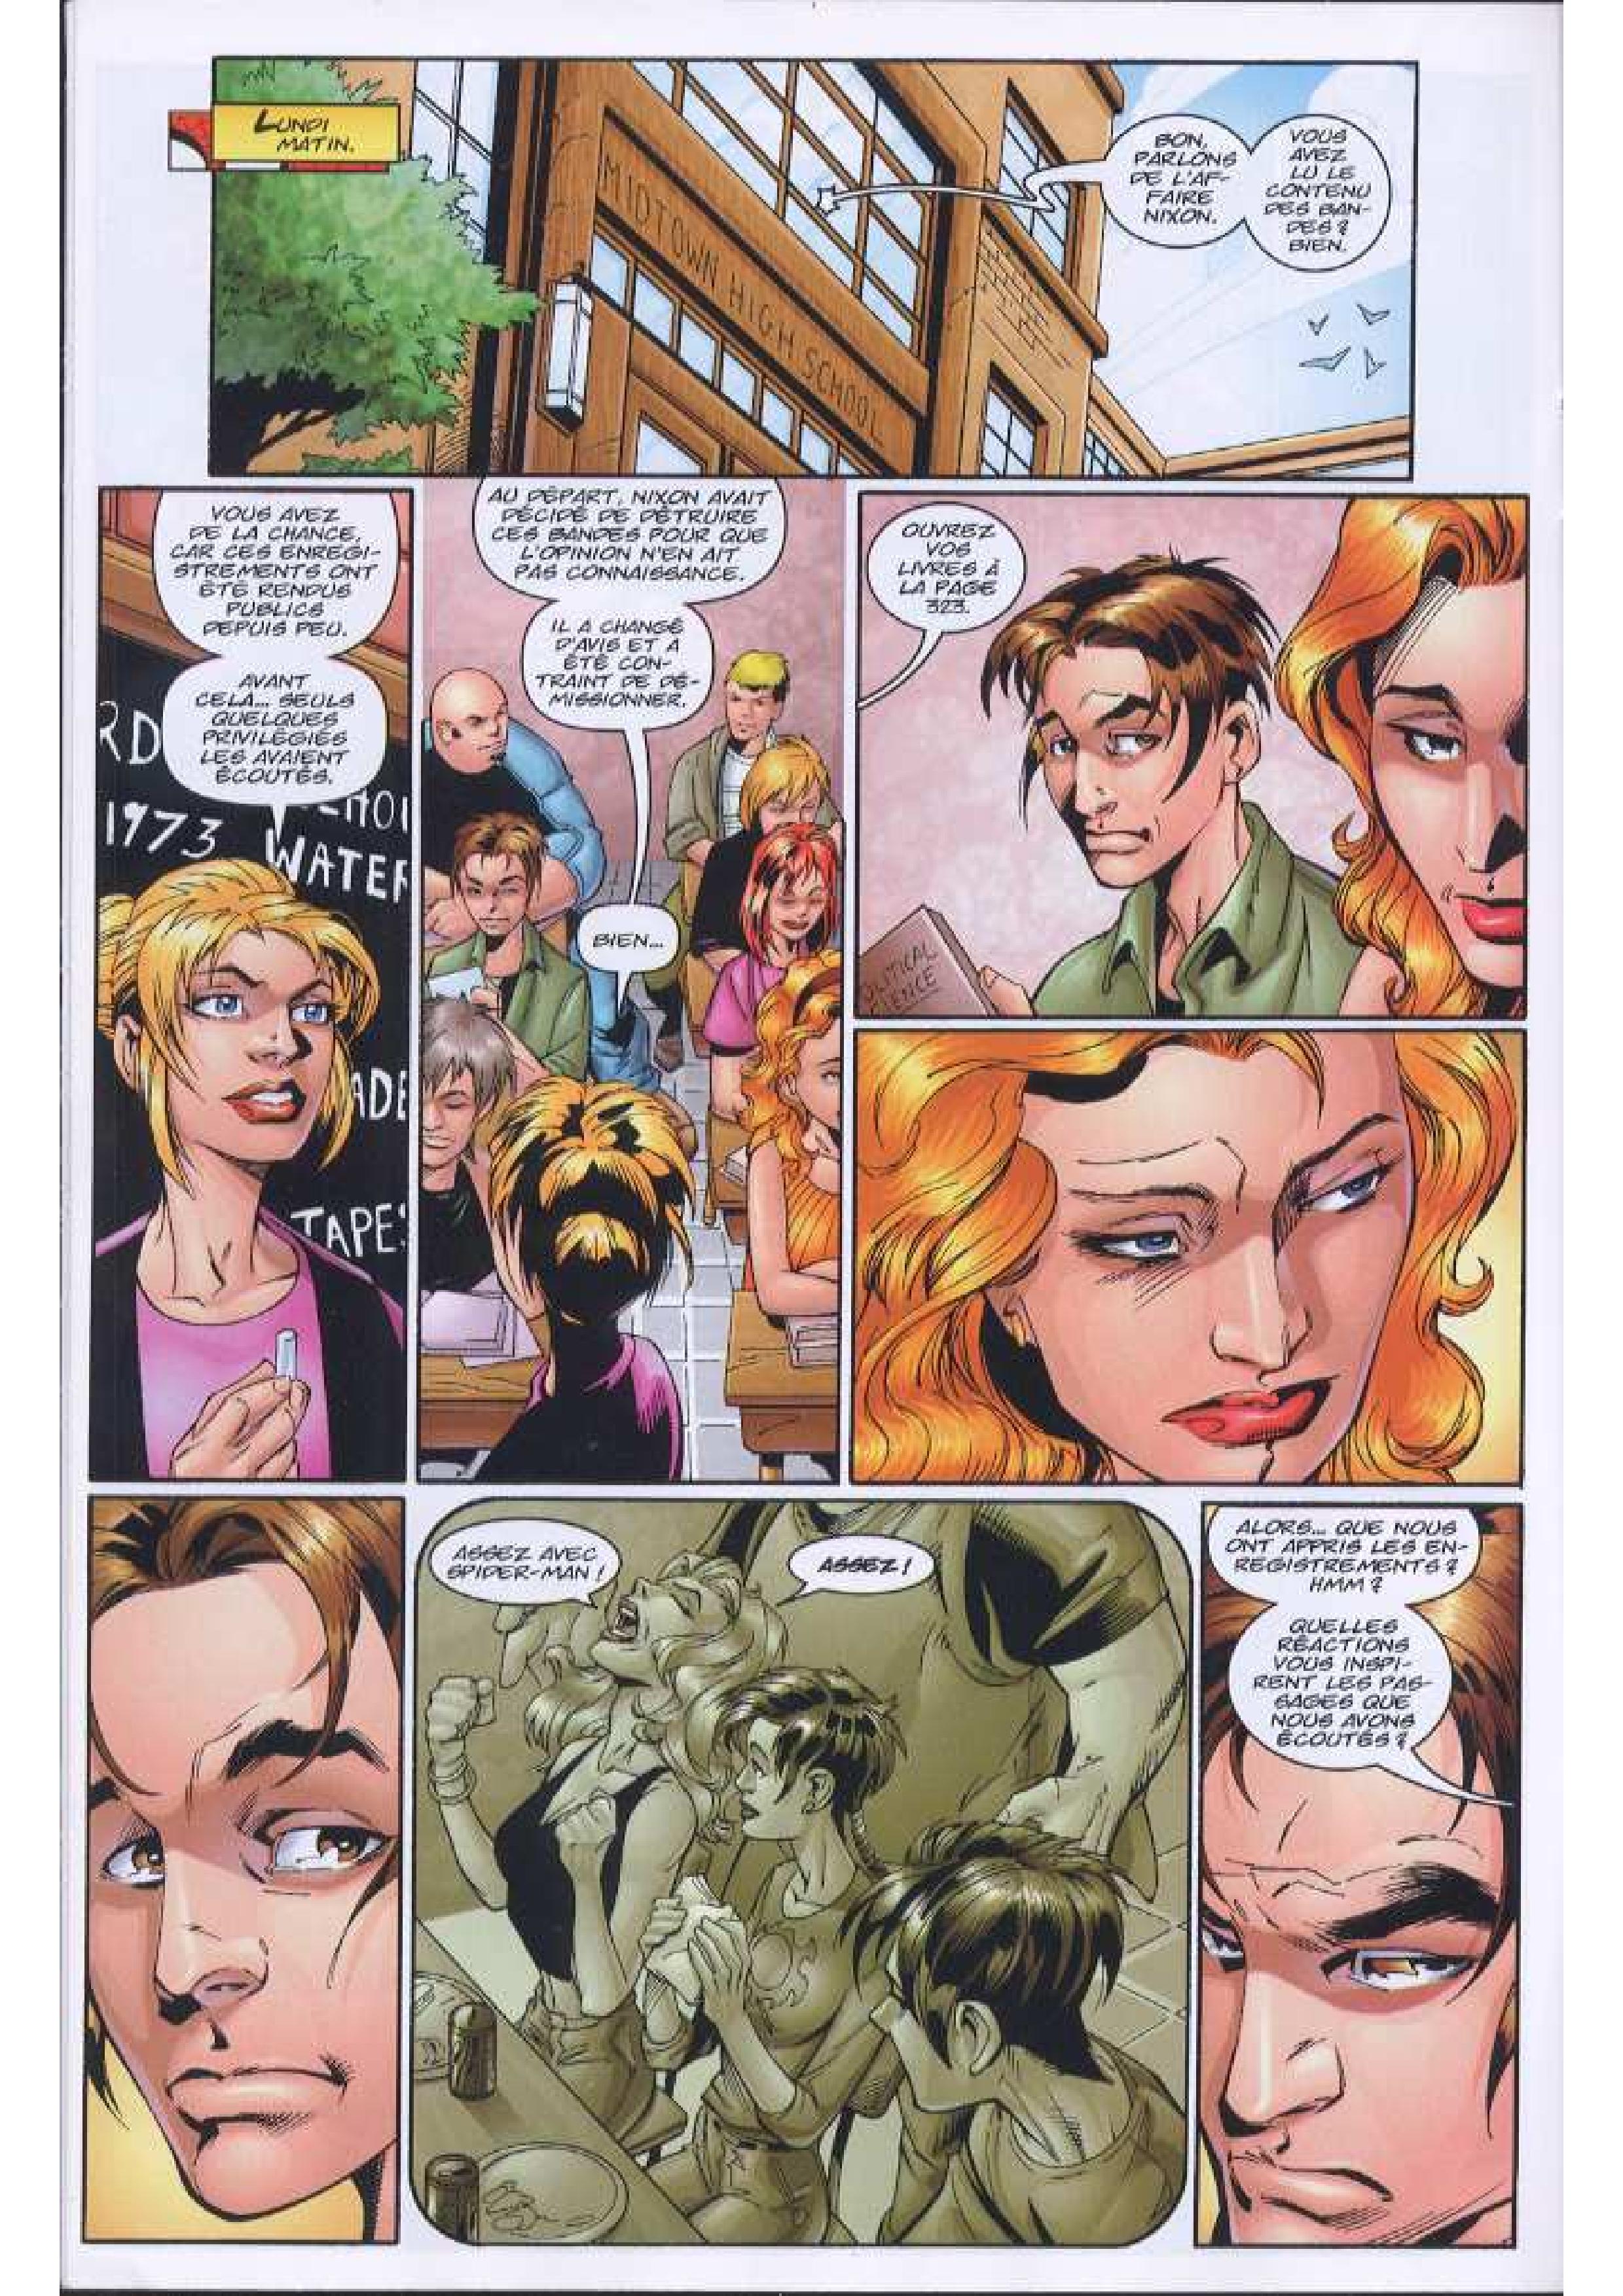 LUNDI
MATIN.
BON,
PARLONS
DE L'AF-
FAIRE
NIXON.
VOUS
AVEZ
LU LE
CONTENU
DES BAN-
DES ?
BIEN.
MIDTOWN HIGH SCHOOL
VOUS AVEZ
DE LA CHANCE,
CAR CES ENREGI-
STREMENTS ONT
ÉTÉ RENDUS
PUBLICS
DEPUIS PEU.
AVANT
CELA... SEULS
QUELQUES
PRIVILÉGIÉS
LES AVAIENT
ÉCOUTÉS.
RD
1973
WATER
ADE
TAPES
AU DÉPART, NIXON AVAIT
DÉCIDÉ DE DÉTRUIRE
CES BANDES POUR QUE
L'OPINION N'EN AIT
PAS CONNAISSANCE.
IL A CHANGÉ
D'AVIS ET A
ÉTÉ CON-
TRAINT DE DÉ-
MISSIONNER.
BIEN...
OUVREZ
VOS
LIVRES À
LA PAGE
323.
OLITICAL
IENCE
ASSEZ AVEC
SPIDER-MAN !
ASSEZ !
ALORS... QUE NOUS
ONT APPRIS LES EN-
REGISTREMENTS ?
HMM ?
QUELLES
RÉACTIONS
VOUS INSPI-
RENT LES PAS-
SAGES QUE
NOUS AVONS
ÉCOUTÉS ?